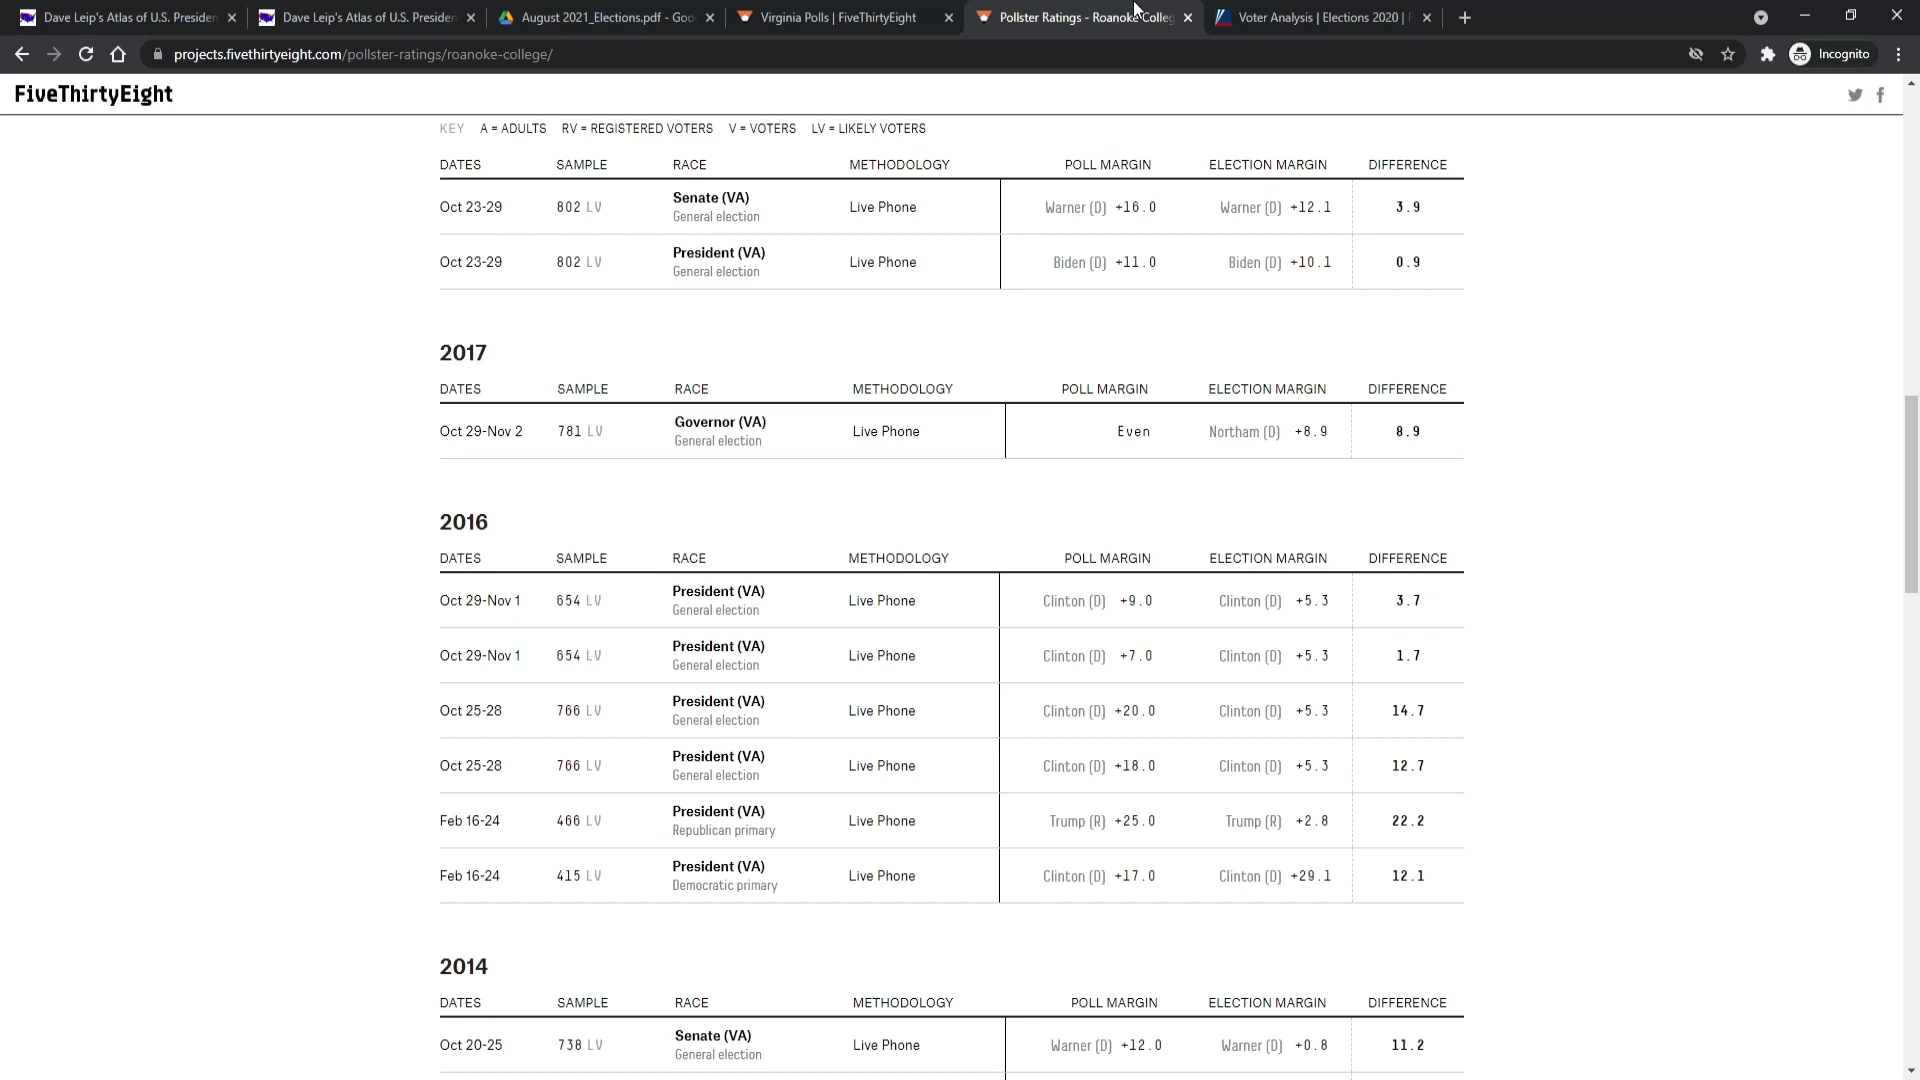 Dave Leip's Atlas of U.S. Presiden
Dave Leip's Atlas of U.S. Presiden
August 2021_Elections.pdf - Goo
Virginia Polls | FiveThirtyEight
Pollster Ratings - Roanoke Colleg
Voter Analysis | Elections 2020 | F
projects.fivethirtyeight.com/pollster-ratings/roanoke-college/
Incognito
FiveThirtyEight
KEY A = ADULTS RV = REGISTERED VOTERS V = VOTERS LV = LIKELY VOTERS
DATES SAMPLE RACE METHODOLOGY POLL MARGIN ELECTION MARGIN DIFFERENCE
Oct 23-29 802 LV Senate (VA) Live Phone Warner (D) +16.0 Warner (D) +12.1 3.9
General election
Oct 23-29 802 LV President (VA) Live Phone Biden (D) +11.0 Biden (D) +10.1 0.9
General election
2017
DATES SAMPLE RACE METHODOLOGY POLL MARGIN ELECTION MARGIN DIFFERENCE
Oct 29-Nov 2 781 LV Governor (VA) Live Phone Even Northam (D) +8.9 8.9
General election
2016
DATES SAMPLE RACE METHODOLOGY POLL MARGIN ELECTION MARGIN DIFFERENCE
Oct 29-Nov 1 654 LV President (VA) Live Phone Clinton (D) +9.0 Clinton (D) +5.3 3.7
General election
Oct 29-Nov 1 654 LV President (VA) Live Phone Clinton (D) +7.0 Clinton (D) +5.3 1.7
General election
Oct 25-28 766 LV President (VA) Live Phone Clinton (D) +20.0 Clinton (D) +5.3 14.7
General election
Oct 25-28 766 LV President (VA) Live Phone Clinton (D) +18.0 Clinton (D) +5.3 12.7
General election
Feb 16-24 466 LV President (VA) Live Phone Trump (R) +25.0 Trump (R) +2.8 22.2
Republican primary
Feb 16-24 415 LV President (VA) Live Phone Clinton (D) +17.0 Clinton (D) +29.1 12.1
Democratic primary
2014
DATES SAMPLE RACE METHODOLOGY POLL MARGIN ELECTION MARGIN DIFFERENCE
Oct 20-25 738 LV Senate (VA) Live Phone Warner (D) +12.0 Warner (D) +0.8 11.2
General election